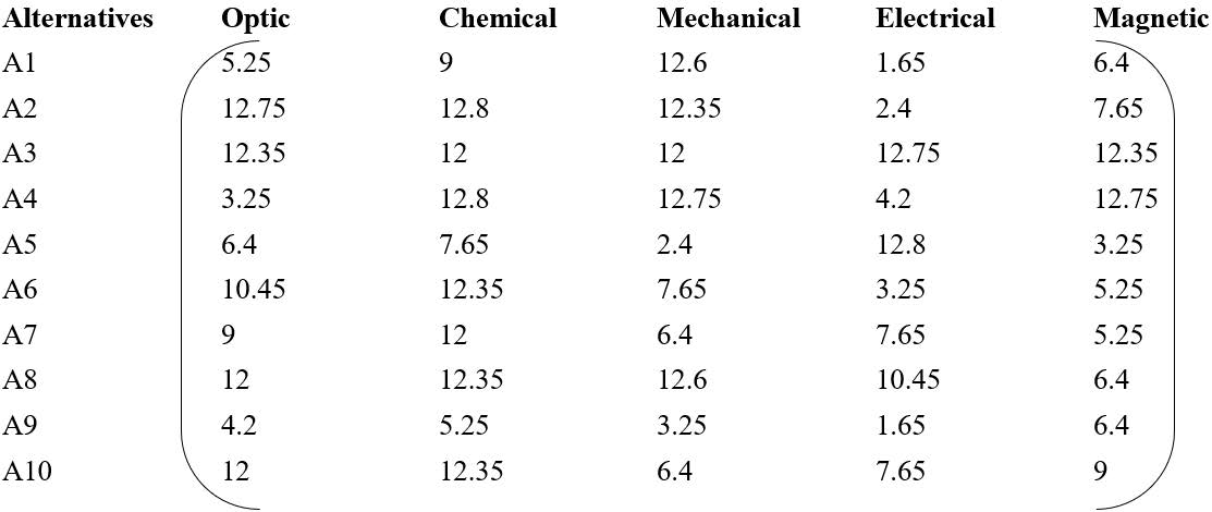 Alternatives Optic Chemical Mechanical Electrical Magnetic
A1 5.25 9 12.6 1.65 6.4
A2 12.75 12.8 12.35 2.4 7.65
A3 12.35 12 12 12.75 12.35
A4 3.25 12.8 12.75 4.2 12.75
A5 6.4 7.65 2.4 12.8 3.25
A6 10.45 12.35 7.65 3.25 5.25
A7 9 12 6.4 7.65 5.25
A8 12 12.35 12.6 10.45 6.4
A9 4.2 5.25 3.25 1.65 6.4
A10 12 12.35 6.4 7.65 9